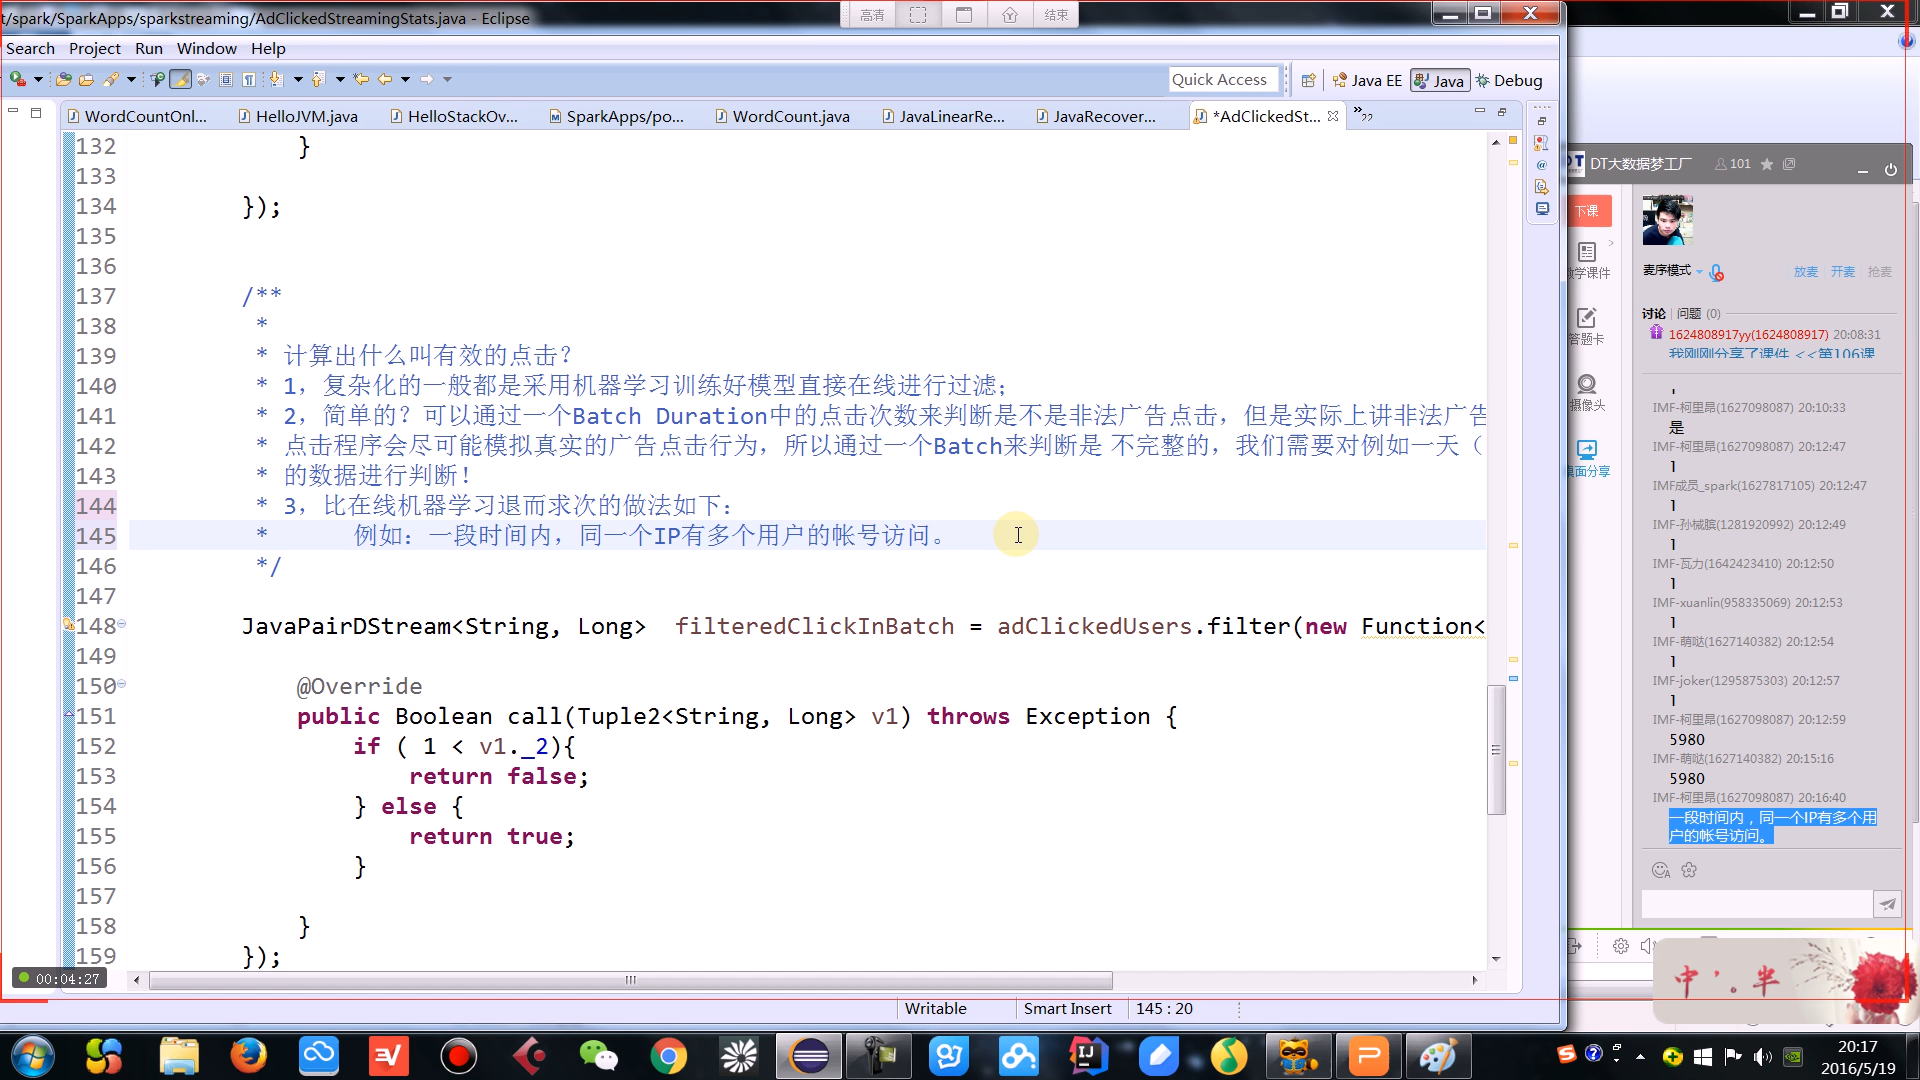 t/spark/SparkApps/sparkstreaming/AdClickedStreamingStats.java - Eclipse
高清
结束
Search Project Run Window Help
Quick Access
Java EE
Java
Debug
WordCountOnl...
HelloJVM.java
HelloStackOv...
SparkApps/po...
WordCount.java
JavaLinearRe...
JavaRecover...
*AdClickedSt...
»22
132 }
133
134 });
135
136
137 /**
138 *
139 * 计算出什么叫有效的点击?
140 * 1, 复杂化的一般都是采用机器学习训练好模型直接在线进行过滤;
141 * 2, 简单的? 可以通过一个Batch Duration中的点击次数来判断是不是非法广告点击, 但是实际上讲非法广告
142 * 点击程序会尽可能模拟真实的广告点击行为, 所以通过一个Batch来判断是 不完整的, 我们需要对例如一天 (
143 * 的数据进行判断!
144 * 3, 比在线机器学习退而求次的做法如下:
145 * 例如: 一段时间内, 同一个IP有多个用户的帐号访问。
146 */
147
148 JavaPairDStream<String, Long> filteredClickInBatch = adClickedUsers.filter(new Function<
149
150 @Override
151 public Boolean call(Tuple2<String, Long> v1) throws Exception {
152 if ( 1 < v1._2){
153 return false;
154 } else {
155 return true;
156 }
157
158 }
159 });
00:04:27
Writable
Smart Insert
145 : 20
DT大数据梦工厂
101
下课
麦序模式
放麦 开麦 抢麦
学课件
答题卡
摄像头
桌面分享
讨论 | 问题 (0)
1624808917yy(1624808917) 20:08:31
我刚刚分享了课件 <<第106课
IMF-柯里昂(1627098087) 20:10:33
是
IMF-柯里昂(1627098087) 20:12:47
1
IMF成员_spark(1627817105) 20:12:47
1
IMF-孙械膑(1281920992) 20:12:49
1
IMF-瓦力(1642423410) 20:12:50
1
IMF-xuanlin(958335069) 20:12:53
1
IMF-萌哒(1627140382) 20:12:54
1
IMF-joker(1295875303) 20:12:57
1
IMF-柯里昂(1627098087) 20:12:59
5980
IMF-萌哒(1627140382) 20:15:16
5980
IMF-柯里昂(1627098087) 20:16:40
一段时间内，同一个IP有多个用
户的帐号访问。
中 ’。半
20:17
2016/5/19